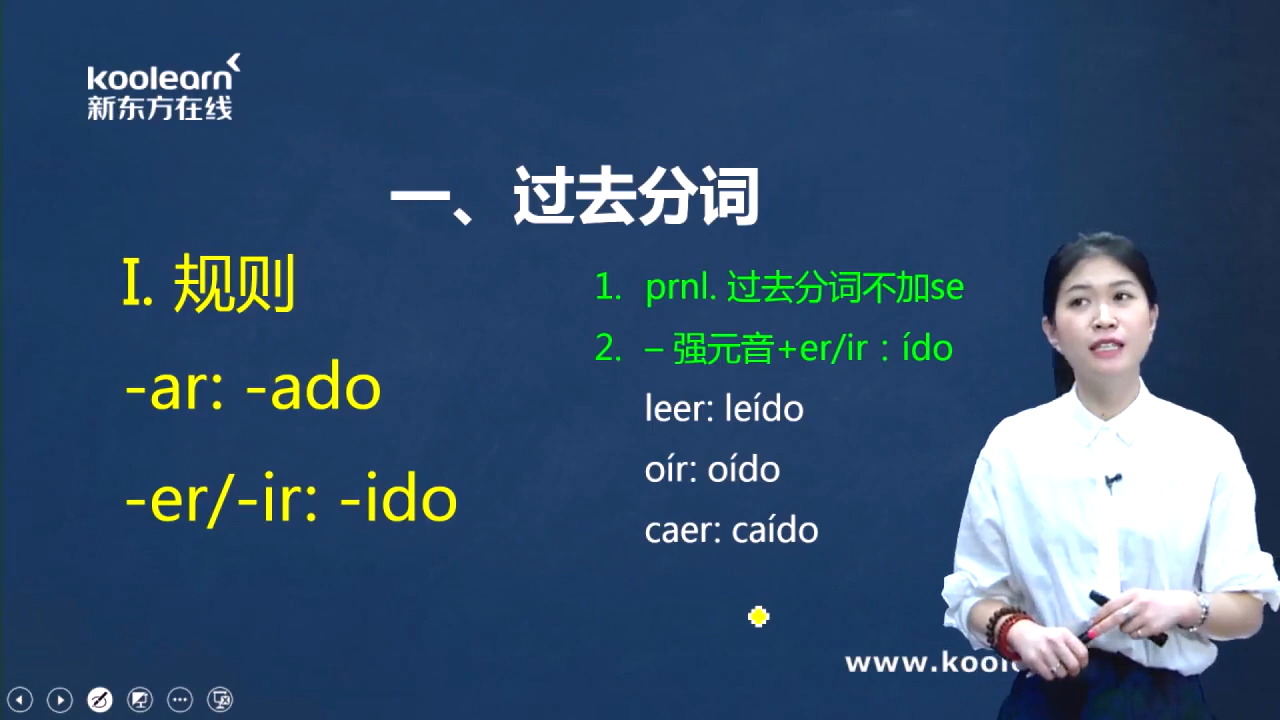 koolearn
新东方在线
一、过去分词
I. 规则
-ar: -ado
-er/-ir: -ido
1. prnl. 过去分词不加se
2. – 强元音+er/ir：ído
leer: leído
oír: oído
caer: caído
www.koole